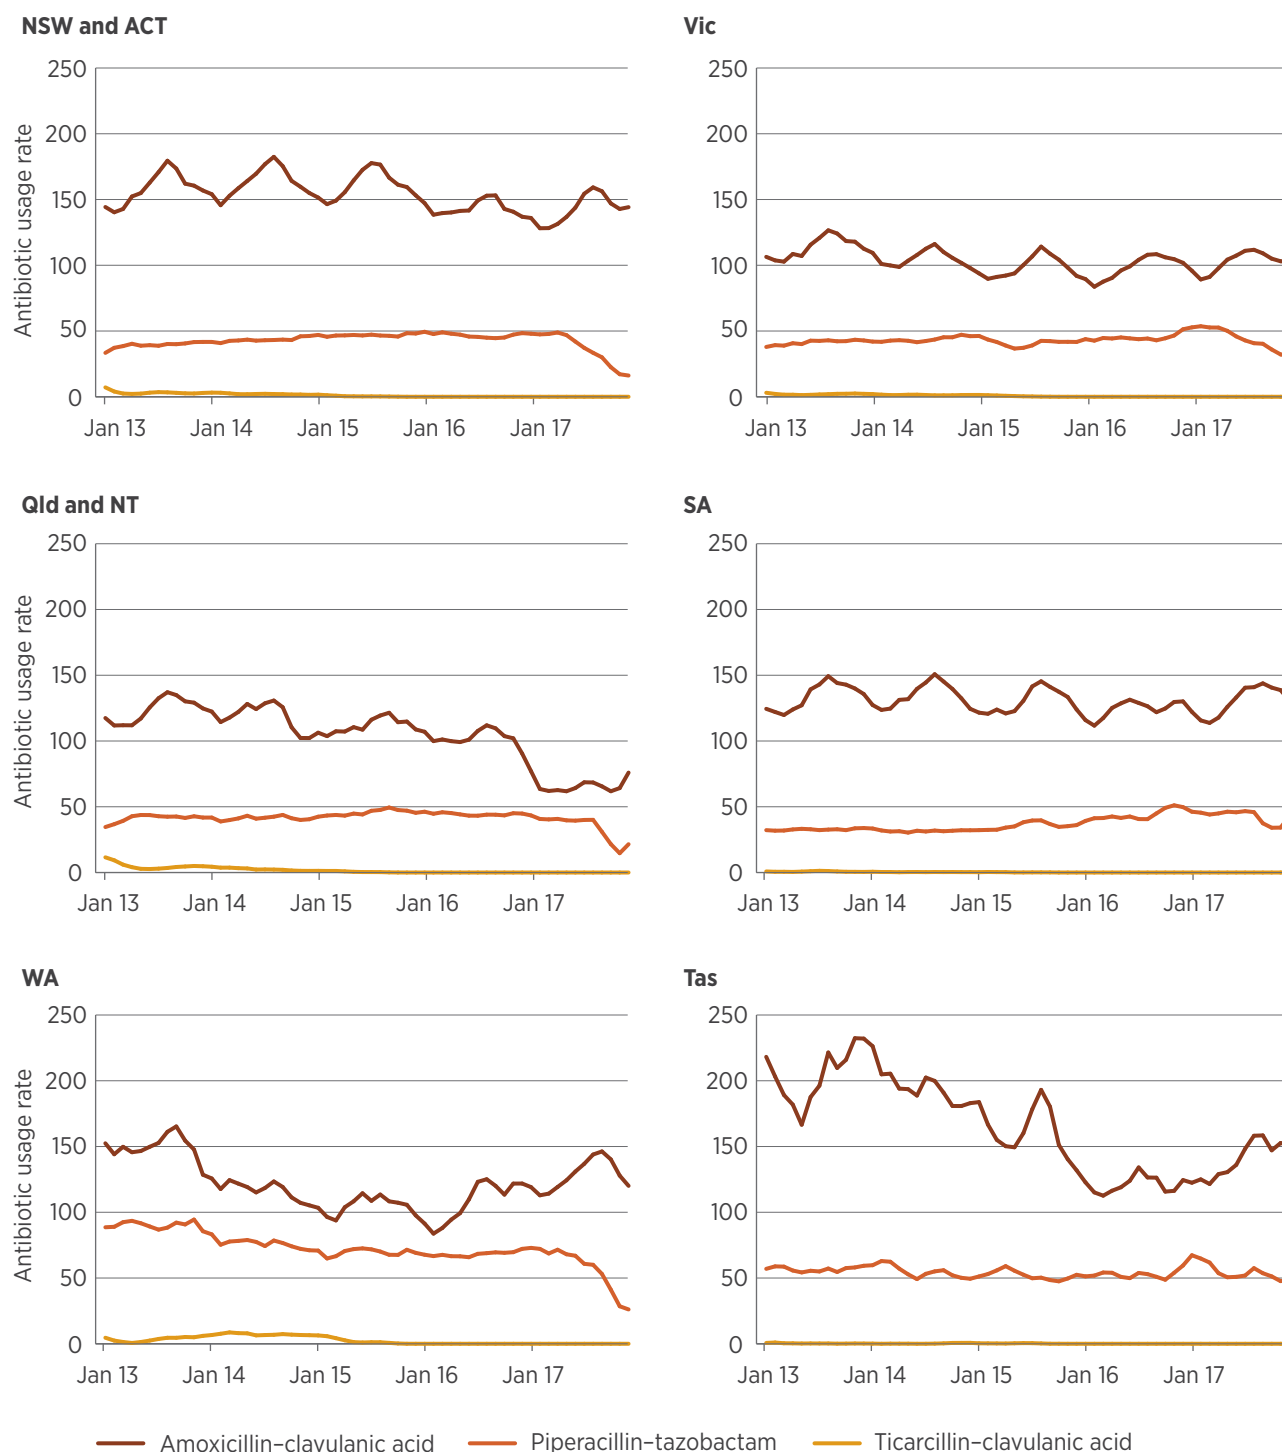 NSW and ACT
250
200
150
100
50
0
Antibiotic usage rate
Jan 13 Jan 14 Jan 15 Jan 16 Jan 17
Vic
250
200
150
100
50
0
Jan 13 Jan 14 Jan 15 Jan 16 Jan 17
Qld and NT
250
200
150
100
50
0
Antibiotic usage rate
Jan 13 Jan 14 Jan 15 Jan 16 Jan 17
SA
250
200
150
100
50
0
Jan 13 Jan 14 Jan 15 Jan 16 Jan 17
WA
250
200
150
100
50
0
Antibiotic usage rate
Jan 13 Jan 14 Jan 15 Jan 16 Jan 17
Tas
250
200
150
100
50
0
Jan 13 Jan 14 Jan 15 Jan 16 Jan 17
Amoxicillin–clavulanic acid Piperacillin–tazobactam Ticarcillin–clavulanic acid